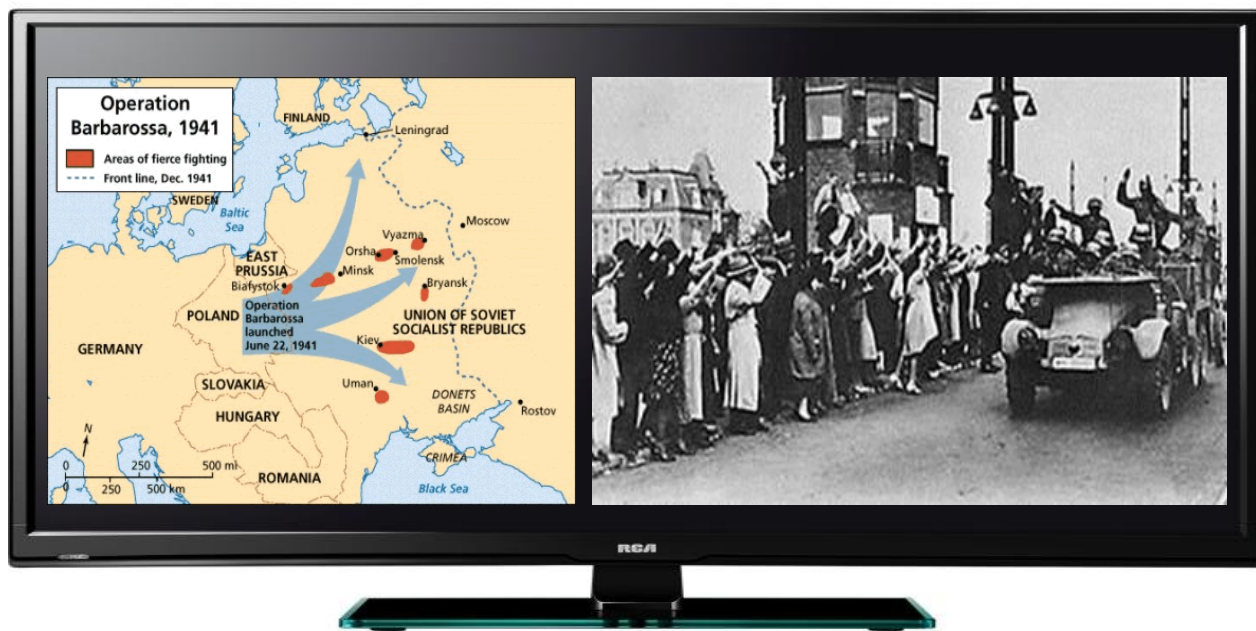 Operation
Barbarossa, 1941
Areas of fierce fighting
Front line, Dec. 1941
FINLAND
Leningrad
SWEDEN
Baltic
Sea
Moscow
Vyazma
Orsha
Smolensk
EAST
PRUSSIA
Minsk
Białystok
Bryansk
Operation
Barbarossa
launched
June 22, 1941
POLAND
UNION OF SOVIET
SOCIALIST REPUBLICS
GERMANY
Kiev
SLOVAKIA
Uman
DONETS
BASIN
HUNGARY
Rostov
N
CRIMEA
0 250 500 mi
0 250 500 km
ROMANIA
Black Sea
RCA